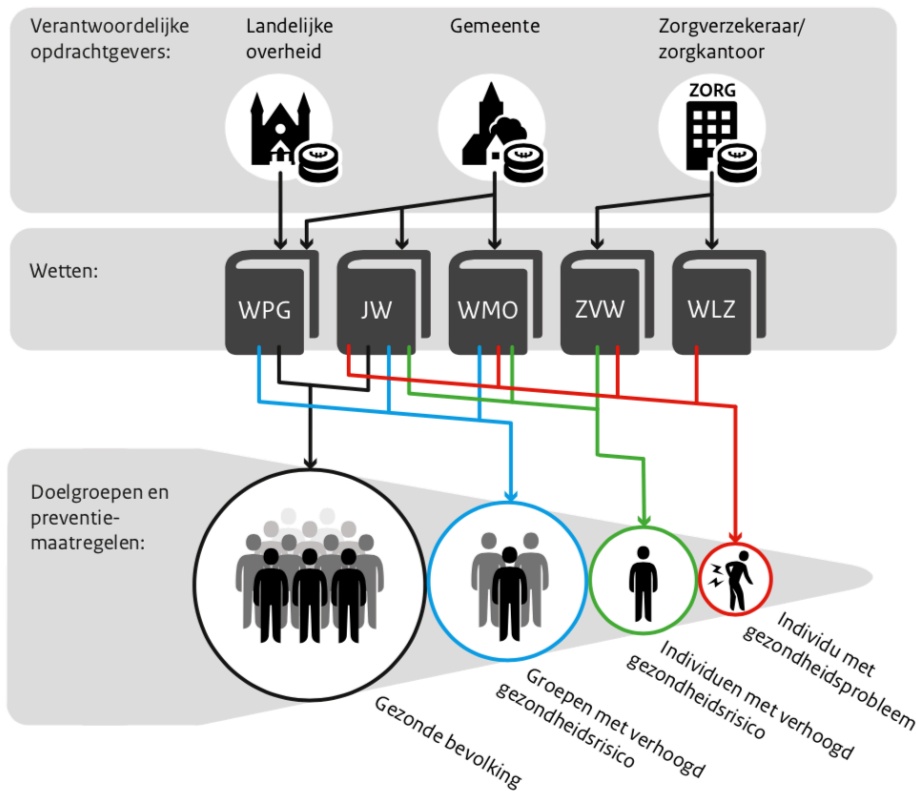 Verantwoordelijke
opdrachtgevers:
Landelijke
overheid
Gemeente
Zorgverzekeraar/
zorgkantoor
ZORG
Wetten:
WPG
JW
WMO
ZVW
WLZ
Doelgroepen en
preventie-
maatregelen:
Gezonde bevolking
Groepen met verhoogd
gezondheidsrisico
Individuen met verhoogd
gezondheidsrisico
Individu met
gezondheidsprobleem